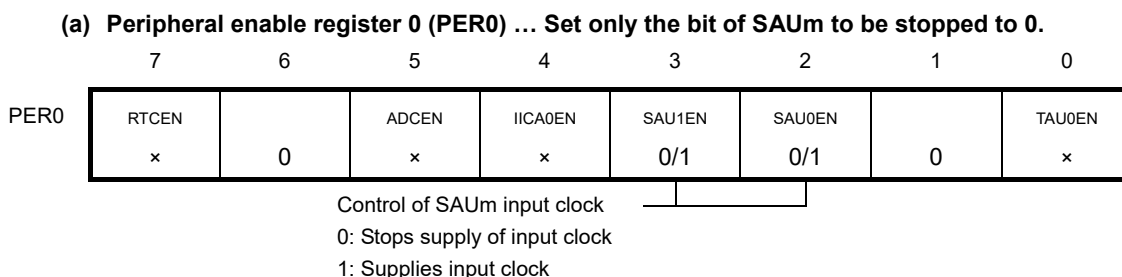 (a) Peripheral enable register 0 (PER0) … Set only the bit of SAUm to be stopped to 0.
7 6 5 4 3 2 1 0
PER0 RTCEN ADCEN IICA0EN SAU1EN SAU0EN TAU0EN
× 0 × × 0/1 0/1 0 ×
Control of SAUm input clock
0: Stops supply of input clock
1: Supplies input clock